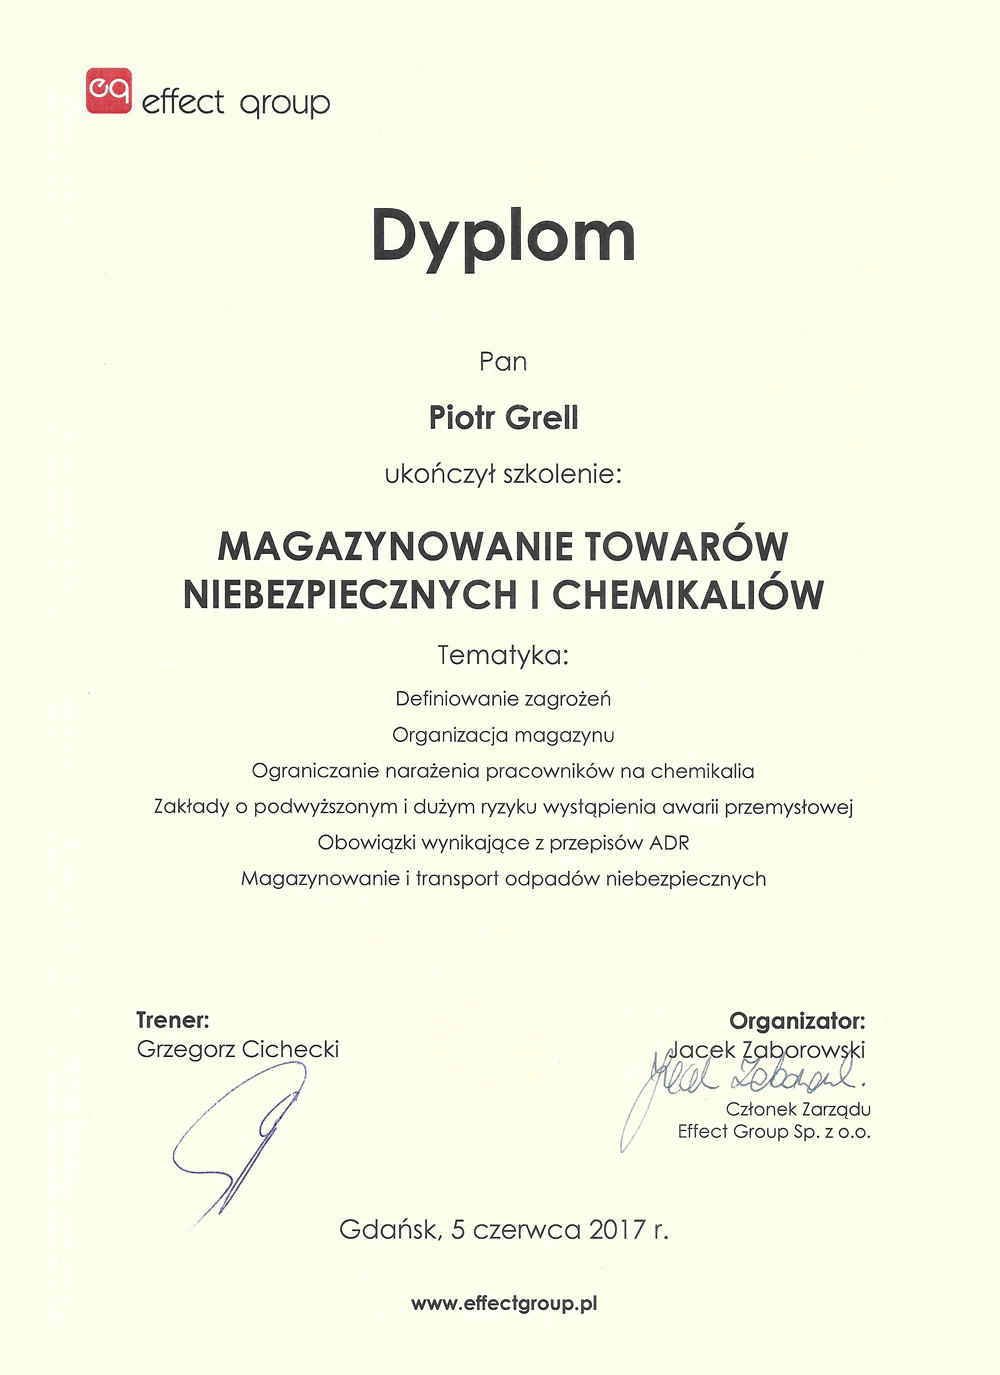 eg effect group
Dyplom
Pan
Piotr Grell
ukończył szkolenie:
MAGAZYNOWANIE TOWARÓW
NIEBEZPIECZNYCH I CHEMIKALIÓW
Tematyka:
Definiowanie zagrożeń
Organizacja magazynu
Ograniczanie narażenia pracowników na chemikalia
Zakłady o podwyższonym i dużym ryzyku wystąpienia awarii przemysłowej
Obowiązki wynikające z przepisów ADR
Magazynowanie i transport odpadów niebezpiecznych
Trener:
Grzegorz Cichecki
Organizator:
Jacek Zaborowski
Członek Zarządu
Effect Group Sp. z o.o.
Gdańsk, 5 czerwca 2017 r.
www.effectgroup.pl